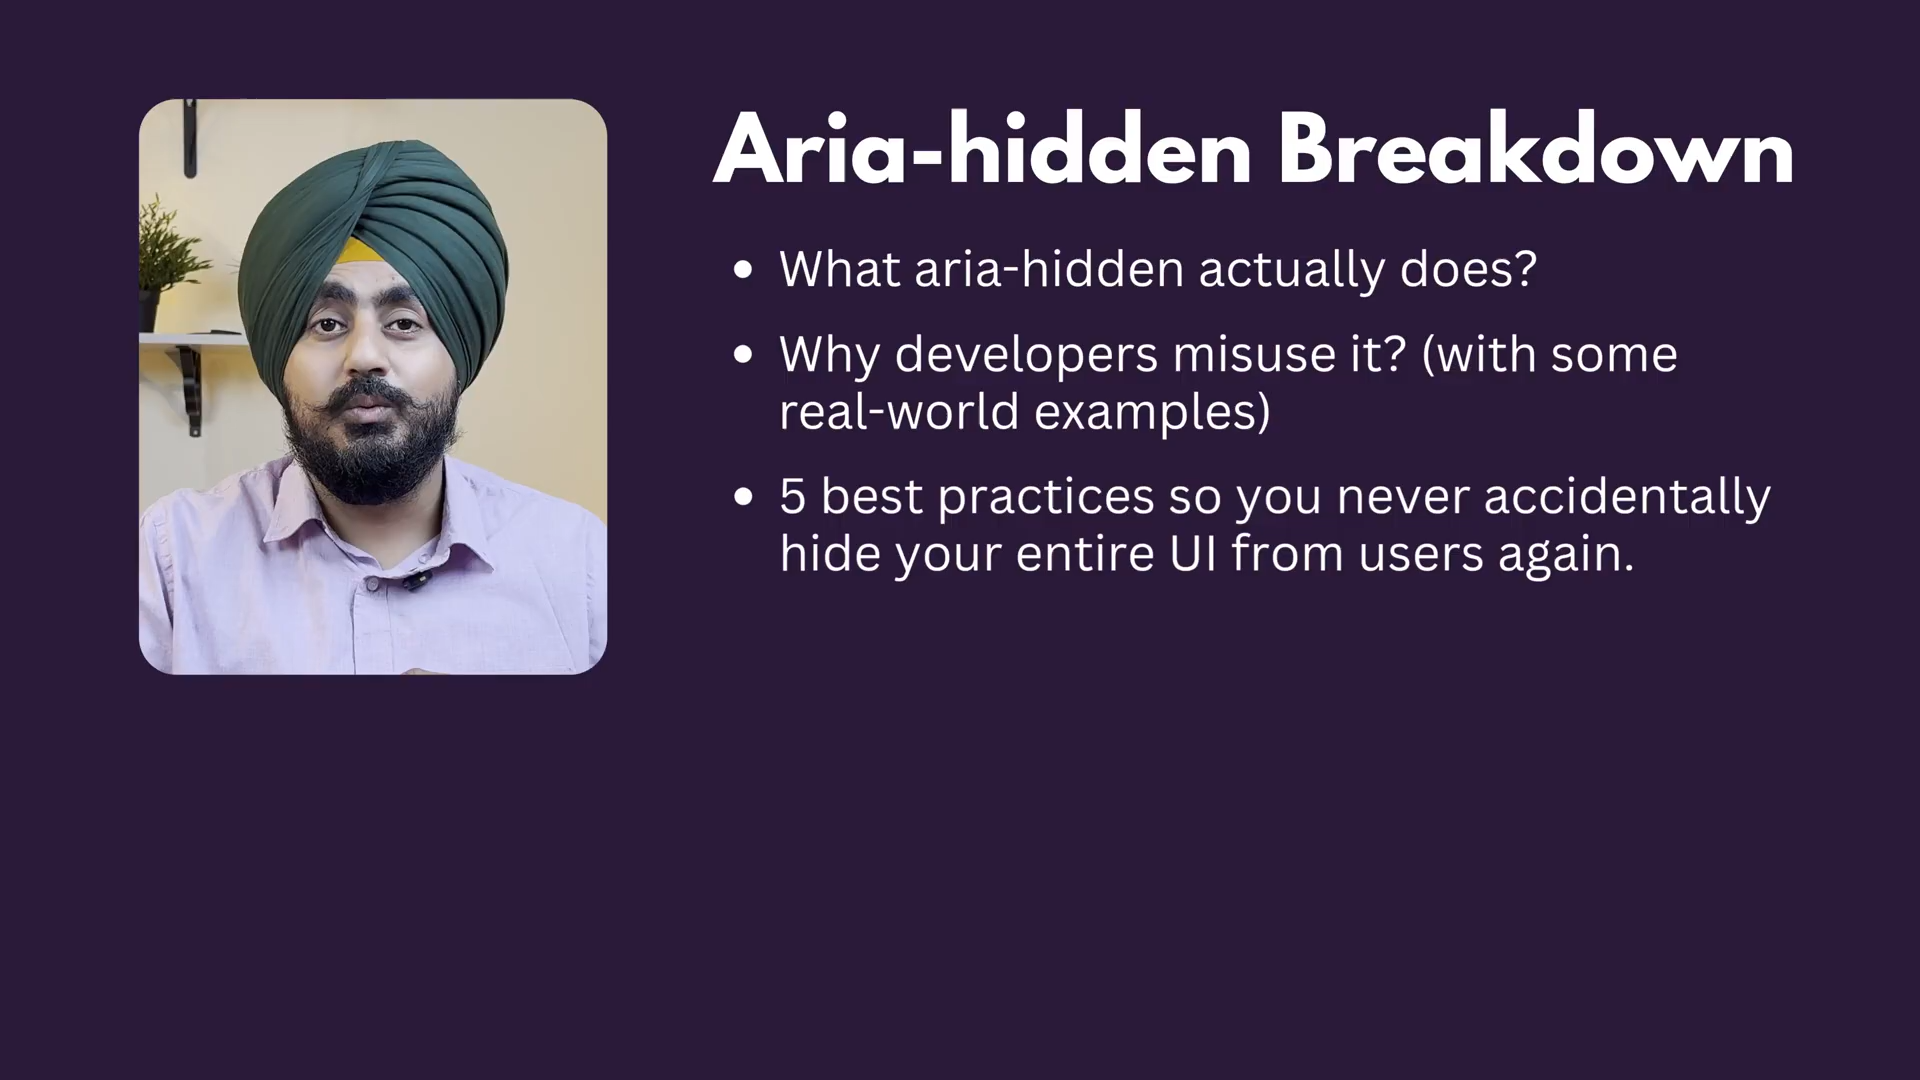 Aria-hidden Breakdown
• What aria-hidden actually does?
• Why developers misuse it? (with some
real-world examples)
• 5 best practices so you never accidentally
hide your entire UI from users again.